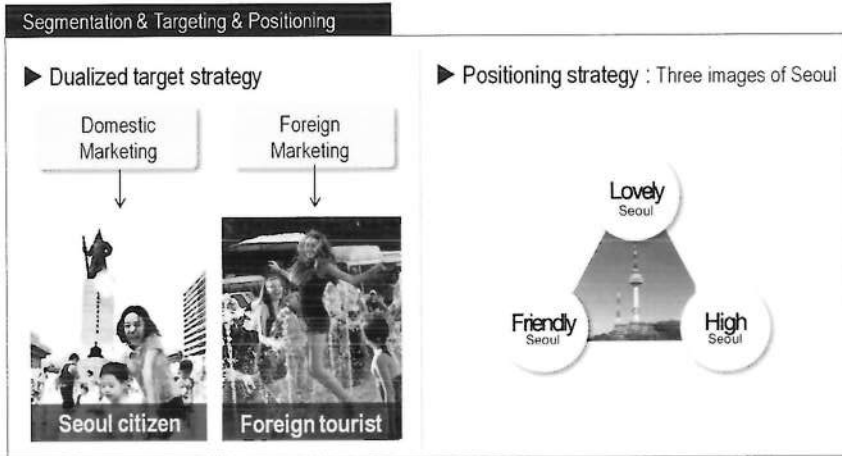 Segmentation & Targeting & Positioning
▶ Dualized target strategy
Domestic
Marketing
Foreign
Marketing
Seoul citizen
Foreign tourist
▶ Positioning strategy : Three images of Seoul
Lovely
Seoul
Friendly
Seoul
High
Seoul